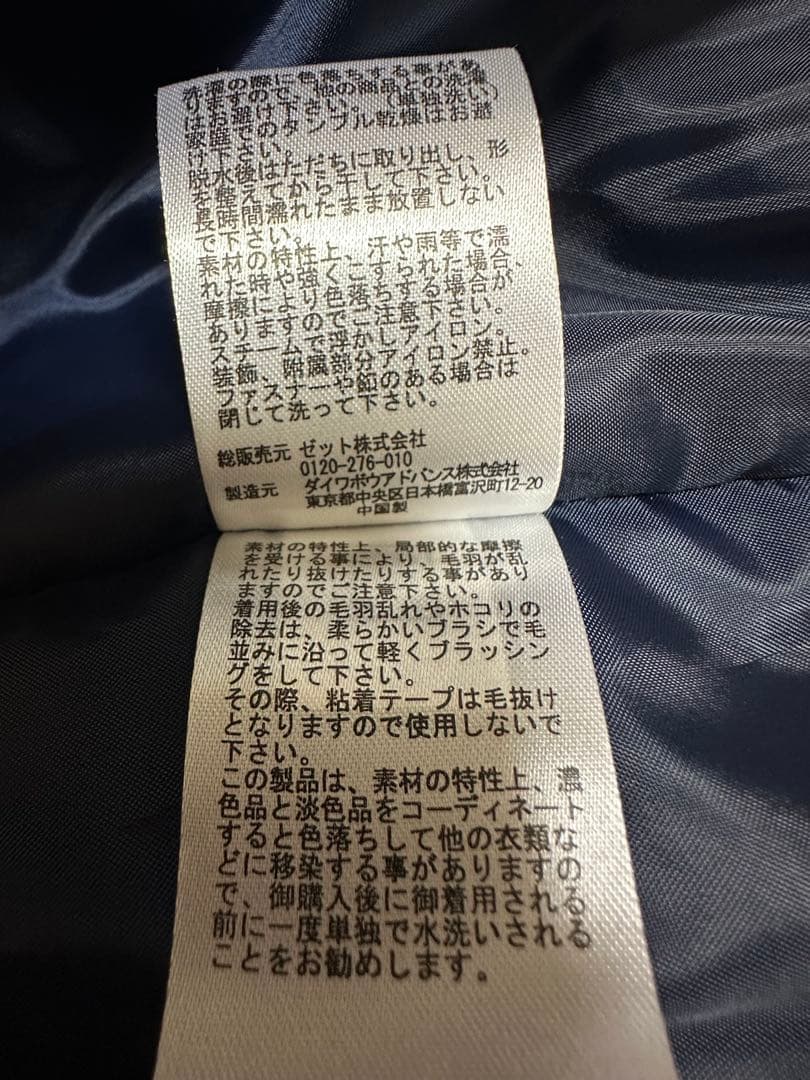 洗濯の際に色落ちする事があ
りますので、他の商品との洗濯
はお避け下さい。(単独洗い)
タンブル乾燥はお避
け下さい。
脱水後はただちに取り出し、形
を整えてから干して下さい。
長時間濡れたまま放置しない
で下さい。
素材の特性上、汗や雨等で濡
れた時や強くこすられた場合、
摩擦により色落ちする場合が
ありますのでご注意下さい。
スチームで浮かしアイロン。
装飾、附属部分アイロン禁止。
ファスナーや釦のある場合は
閉じて洗って下さい。
総販売元 ゼット株式会社
0120-276-010
製造元 ダイワボウアドバンス株式会社
東京都中央区日本橋富沢町12-20
中国製
素材の特性上、局部的な摩擦
を受ける事により、毛羽が乱
れたり抜けたりする事があり
ますのでご注意下さい。
着用後の毛羽乱れやホコリの
除去は、柔らかいブラシで毛
並みに沿って軽くブラッシン
グをして下さい。
その際、粘着テープは毛抜け
となりますので使用しないで
下さい。
この製品は、素材の特性上、濃
色品と淡色品をコーディネート
すると色落ちして他の衣類な
どに移染する事がありますの
で、御購入後に御着用される
前に一度単独で水洗いされる
ことをお勧めします。